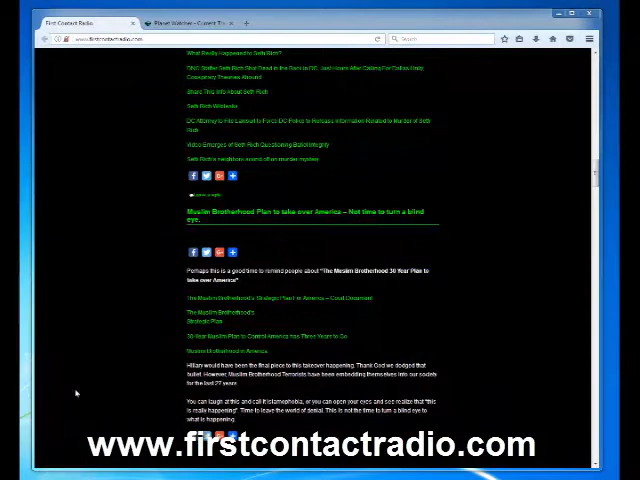 First Contact Radio
Planet Watcher - Current Tra
www.firstcontactradio.com
Search
What Really Happened to Seth Rich?
DNC Staffer Seth Rich Shot Dead in the Back in DC, Just Hours After Calling For Dallas Unity,
Conspiracy Theories Abound
Share This Info About Seth Rich
Seth Rich Wikileaks
DC Attorney to File Lawsuit to Force DC Police to Release Information Related to Murder of Seth
Rich
Video Emerges of Seth Rich Questioning Ballot Integrity
Seth Rich's neighbors sound off on murder mystery
Leave a reply
Muslim Brotherhood Plan to take over America – Not time to turn a blind
eye.
Perhaps this is a good time to remind people about "The Muslim Brotherhood 30 Year Plan to
take over America"
The Muslim Brotherhood's Strategic Plan For America – Court Document
The Muslim Brotherhood's
Strategic Plan
30-Year Muslim Plan to Control America has Three Years to Go
Muslim Brotherhood in America
Hillary would have been the final piece to this takeover happening. Thank God we dodged that
bullet. However, Muslim Brotherhood Terrorists have been embedding themselves into our society
for the last 27 years
You can laugh at this and call it islamophobia, or you can open your eyes and see realize that "this
is really happening". Time to leave the world of denial. This is not the time to turn a blind eye to
what is happening.
www.firstcontactradio.com